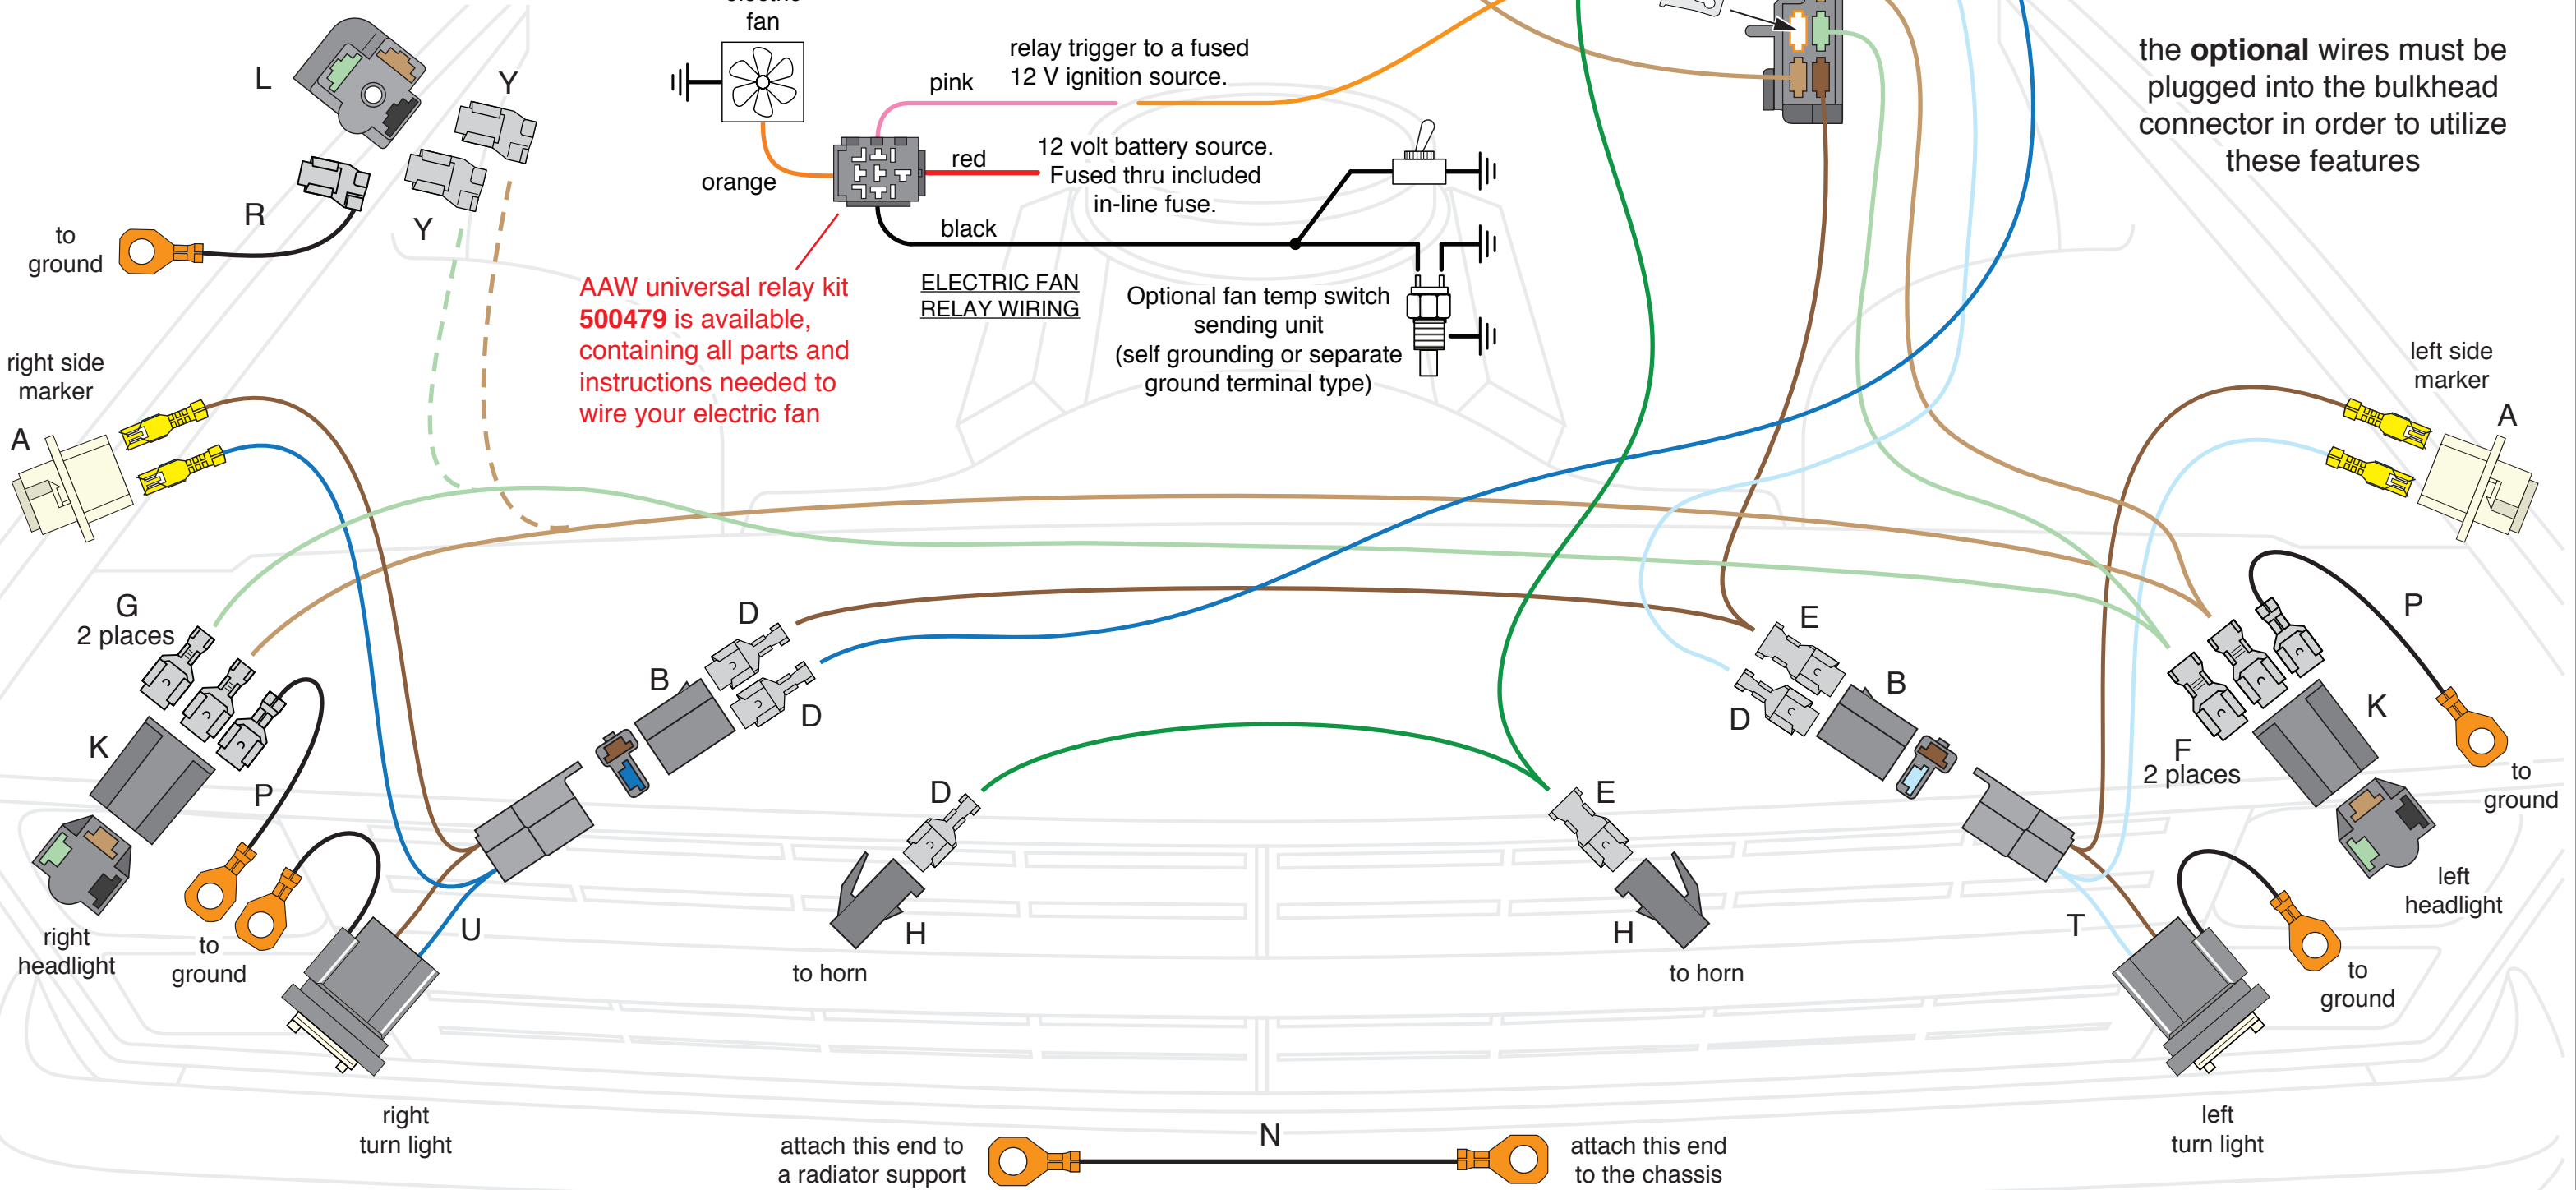 electric
fan
L
Y
Y
R
to
ground
pink
relay trigger to a fused
12 V ignition source.
orange
red
12 volt battery source.
Fused thru included
in-line fuse.
black
ELECTRIC FAN
RELAY WIRING
AAW universal relay kit
500479 is available,
containing all parts and
instructions needed to
wire your electric fan
Optional fan temp switch
sending unit
(self grounding or separate
ground terminal type)
the optional wires must be
plugged into the bulkhead
connector in order to utilize
these features
right side
marker
A
left side
marker
A
G
2 places
K
P
right
headlight
to
ground
U
right
turn light
B
D
D
D
H
to horn
E
H
to horn
E
D
B
F
2 places
P
K
to
ground
left
headlight
T
to
ground
left
turn light
attach this end to
a radiator support
N
attach this end
to the chassis